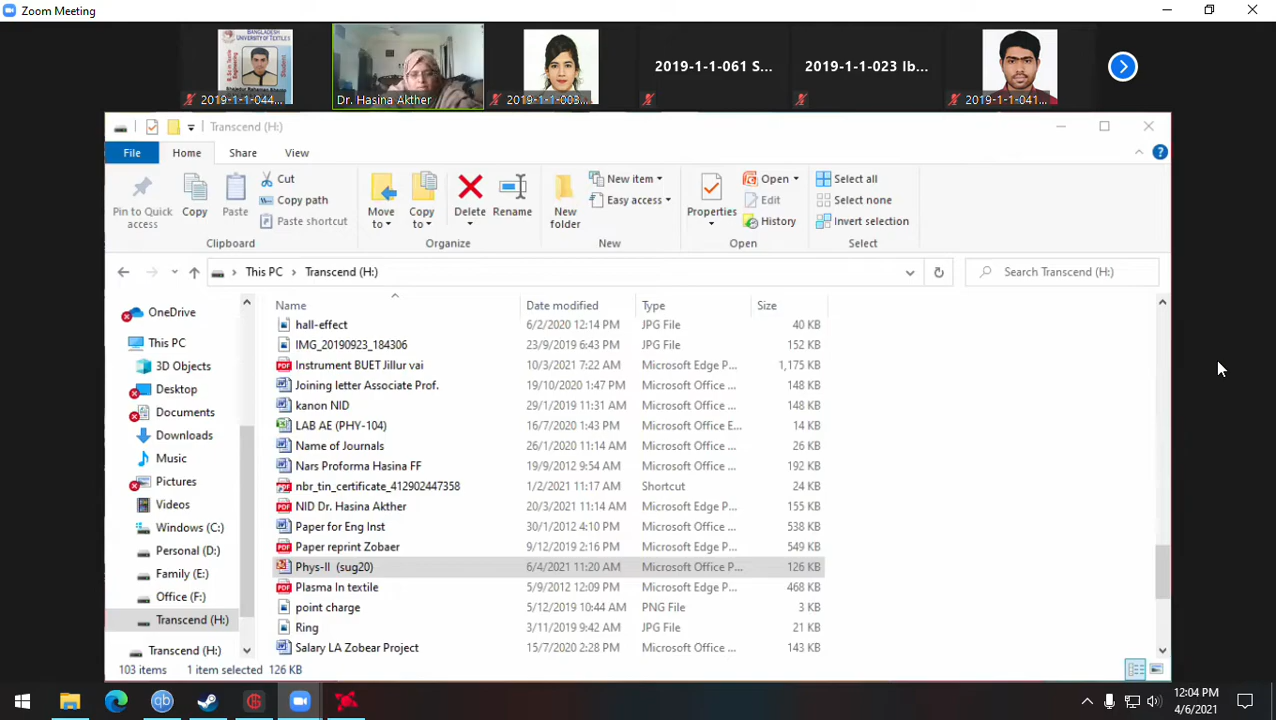 Zoom Meeting
BANGLADESH
UNIVERSITY OF TEXTILES
2019-1-1-044...
Dr. Hasina Akther
2019-1-1-003...
2019-1-1-061 S...
2019-1-1-023 Ib...
2019-1-1-041...
Transcend (H:)
File Home Share View
Pin to Quick access
Copy
Paste
Cut
Copy path
Paste shortcut
Move to
Copy to
Delete
Rename
New folder
New item
Easy access
Properties
Open
Edit
History
Select all
Select none
Invert selection
Clipboard Organize New Open Select
This PC Transcend (H:) Search Transcend (H:)
OneDrive
This PC
3D Objects
Desktop
Documents
Downloads
Music
Pictures
Videos
Windows (C:)
Personal (D:)
Family (E:)
Office (F:)
Transcend (H:)
Transcend (H:)
Name Date modified Type Size
hall-effect 6/2/2020 12:14 PM JPG File 40 KB
IMG_20190923_184306 23/9/2019 6:43 PM JPG File 152 KB
Instrument BUET Jillur vai 10/3/2021 7:22 AM Microsoft Edge P... 1,175 KB
Joining letter Associate Prof. 19/10/2020 1:47 PM Microsoft Office ... 148 KB
kanon NID 29/1/2019 11:31 AM Microsoft Office ... 148 KB
LAB AE (PHY-104) 16/7/2020 1:43 PM Microsoft Office E... 14 KB
Name of Journals 26/1/2020 11:14 AM Microsoft Office ... 26 KB
Nars Proforma Hasina FF 19/9/2012 9:54 AM Microsoft Office ... 192 KB
nbr_tin_certificate_412902447358 1/2/2021 11:17 AM Shortcut 24 KB
NID Dr. Hasina Akther 20/3/2021 11:14 AM Microsoft Edge P... 155 KB
Paper for Eng Inst 30/1/2012 4:10 PM Microsoft Office ... 538 KB
Paper reprint Zobaer 9/12/2019 2:16 PM Microsoft Edge P... 549 KB
Phys-II (sug20) 6/4/2021 11:20 AM Microsoft Office P... 126 KB
Plasma In textile 5/9/2012 12:09 PM Microsoft Edge P... 468 KB
point charge 5/12/2019 10:44 AM PNG File 3 KB
Ring 3/11/2019 9:42 AM JPG File 21 KB
Salary LA Zobear Project 15/7/2020 2:28 PM Microsoft Office ... 143 KB
103 items 1 item selected 126 KB
12:04 PM
4/6/2021